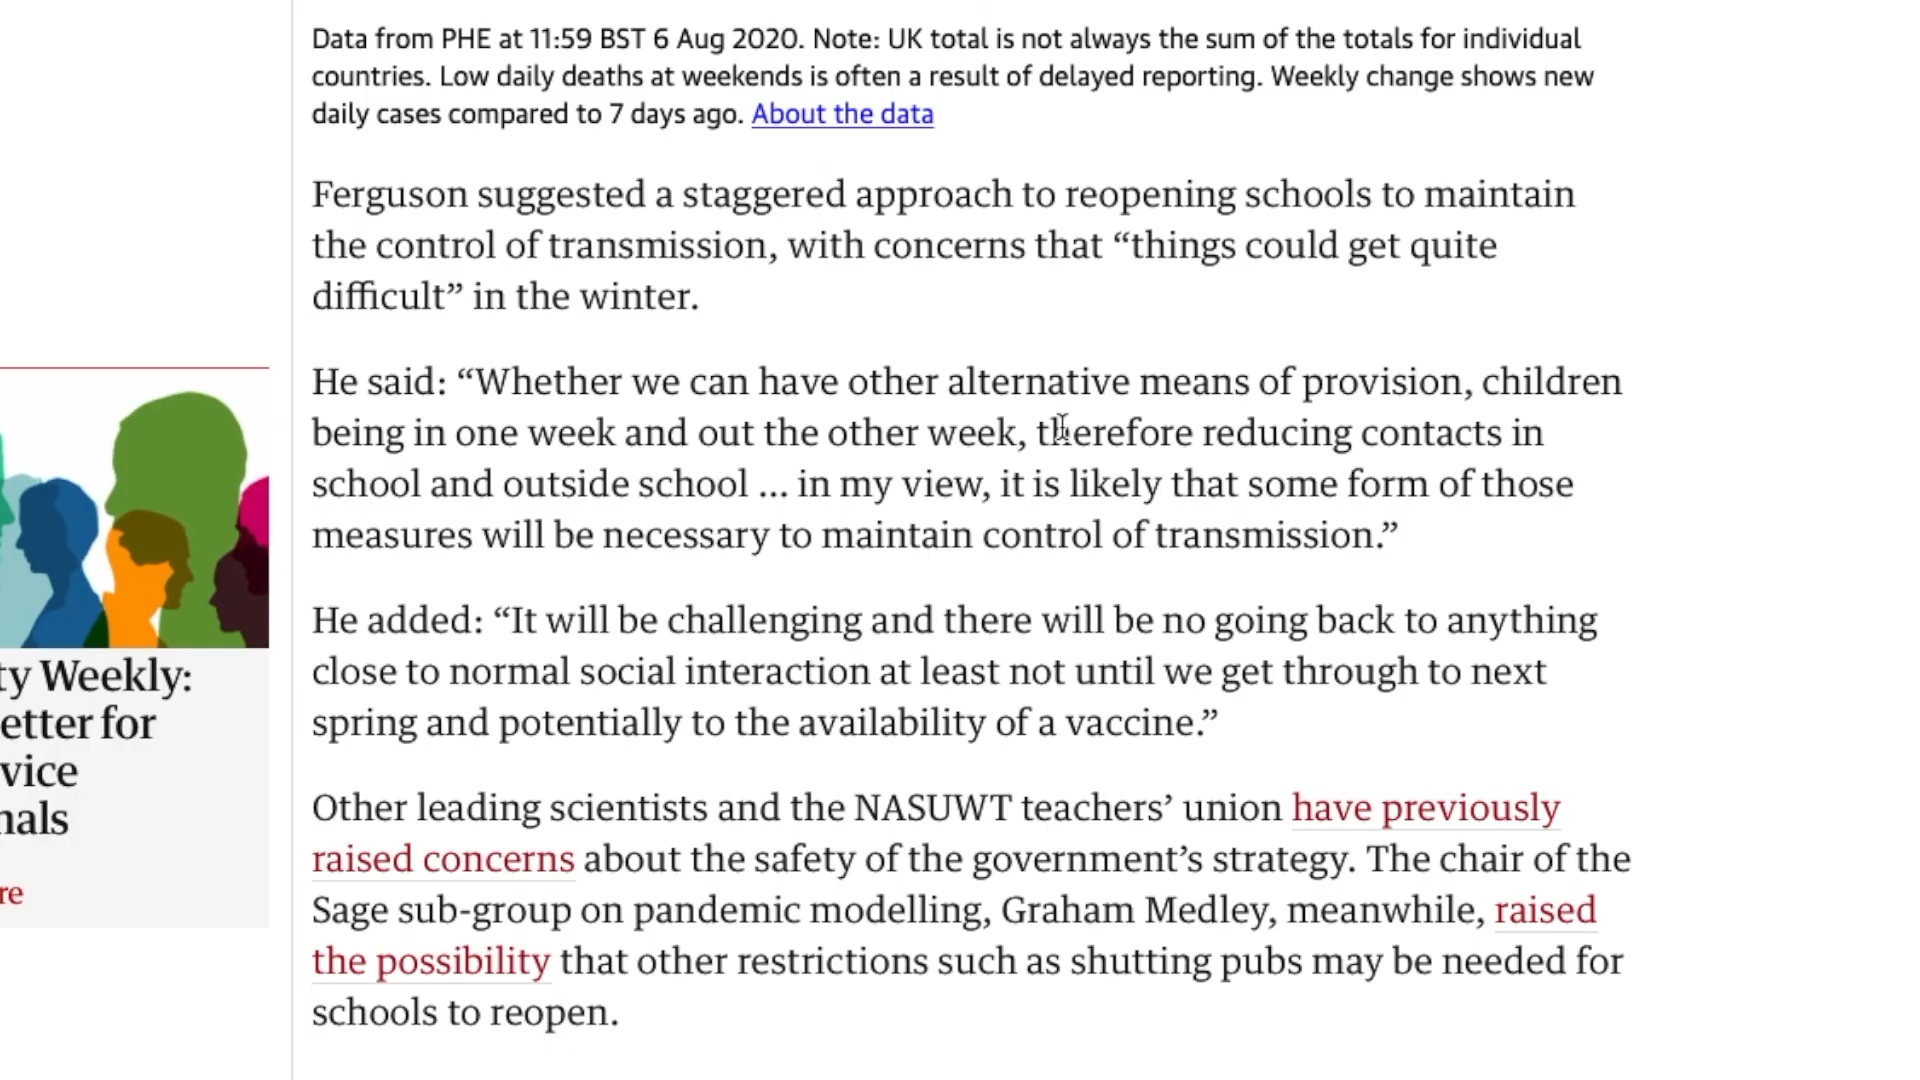 Data from PHE at 11:59 BST 6 Aug 2020. Note: UK total is not always the sum of the totals for individual
countries. Low daily deaths at weekends is often a result of delayed reporting. Weekly change shows new
daily cases compared to 7 days ago. About the data
Ferguson suggested a staggered approach to reopening schools to maintain
the control of transmission, with concerns that “things could get quite
difficult” in the winter.
He said: “Whether we can have other alternative means of provision, children
being in one week and out the other week, therefore reducing contacts in
school and outside school ... in my view, it is likely that some form of those
measures will be necessary to maintain control of transmission.”
He added: “It will be challenging and there will be no going back to anything
close to normal social interaction at least not until we get through to next
spring and potentially to the availability of a vaccine.”
Other leading scientists and the NASUWT teachers’ union have previously
raised concerns about the safety of the government’s strategy. The chair of the
Sage sub-group on pandemic modelling, Graham Medley, meanwhile, raised
the possibility that other restrictions such as shutting pubs may be needed for
schools to reopen.
ty Weekly:
etter for
vice
nals
re